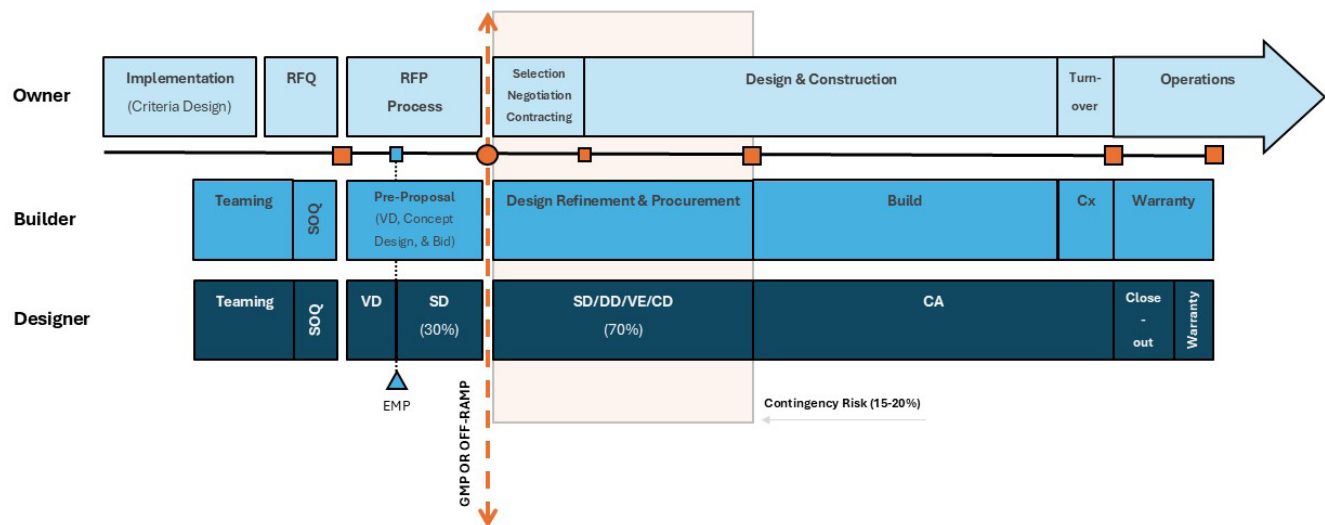 Owner
Implementation
(Criteria Design)
RFQ
RFP
Process
Selection
Negotiation
Contracting
Design & Construction
Turn-
over
Operations
Builder
Teaming
SOQ
Pre-Proposal
(VD, Concept
Design, & Bid)
Design Refinement & Procurement
Build
Cx
Warranty
Designer
Teaming
SOQ
VD
SD
(30%)
SD/DD/VE/CD
(70%)
CA
Close
-
out
Warranty
EMP
GMP OR OFF-RAMP
Contingency Risk (15-20%)